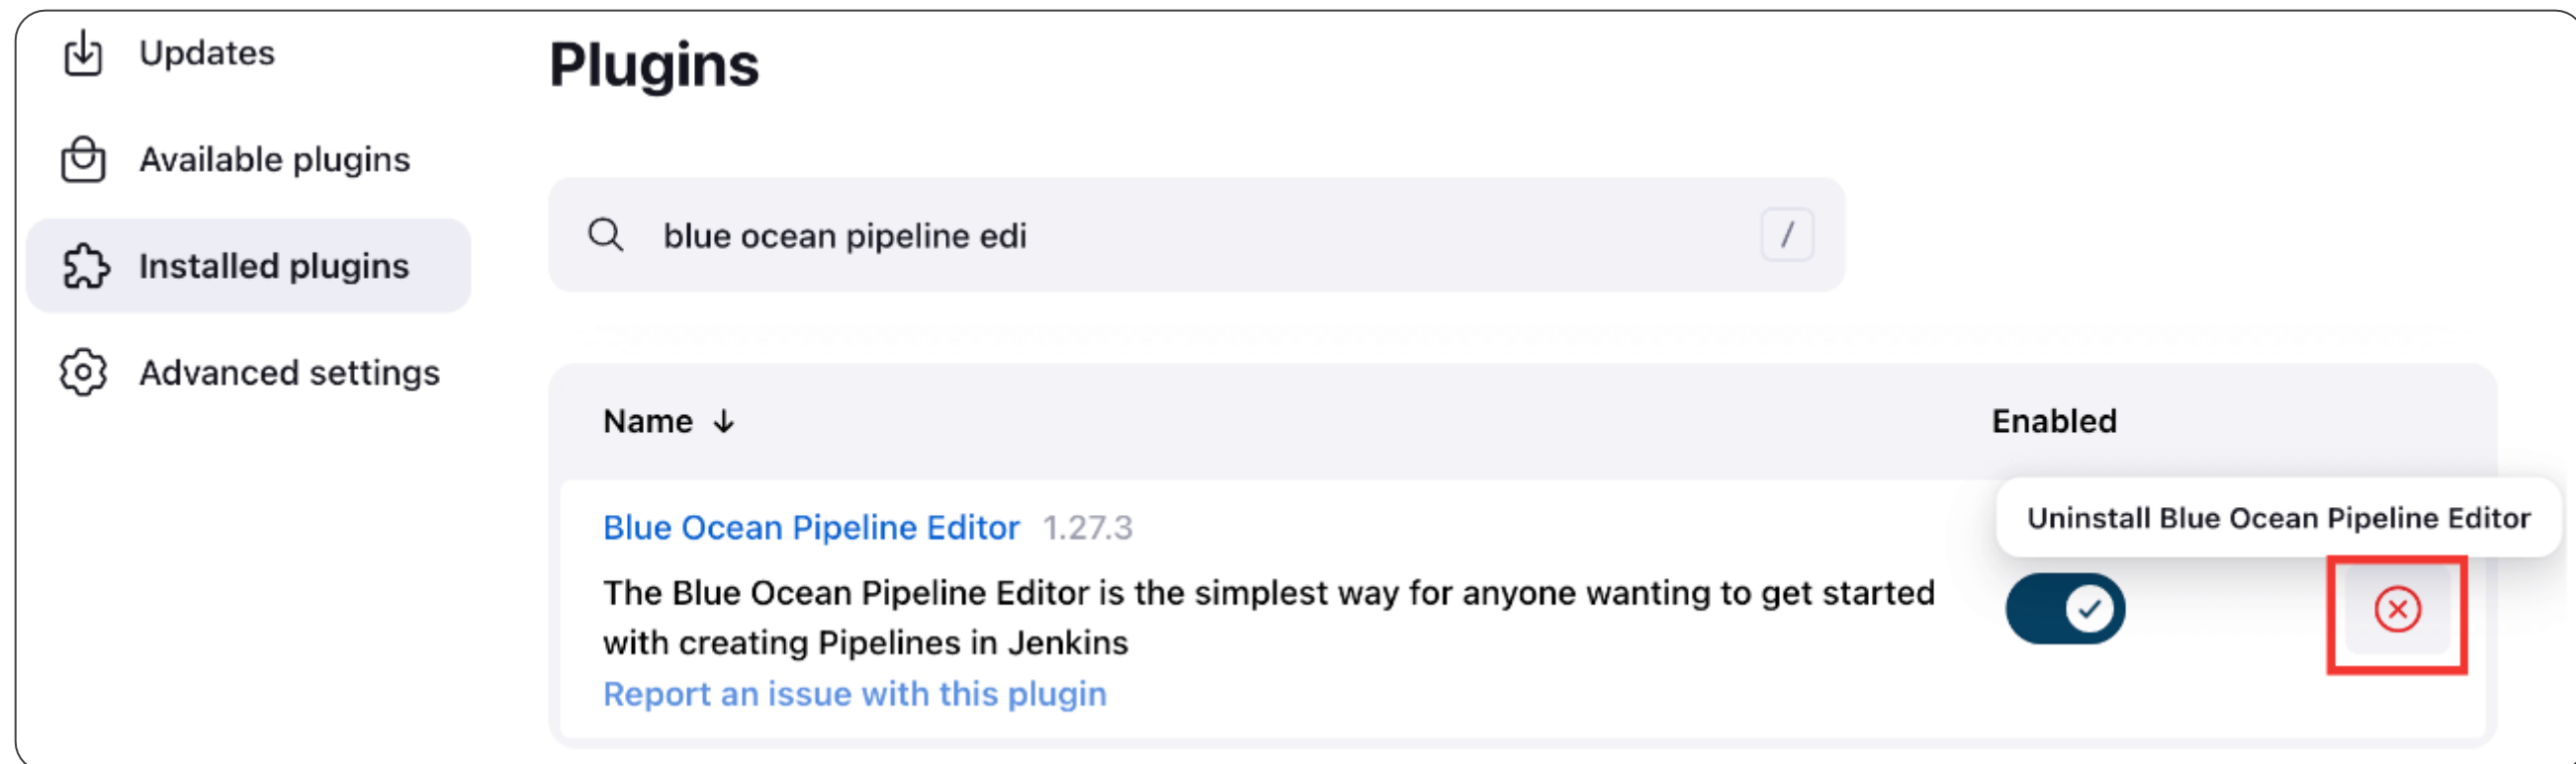 Updates
Available plugins
Installed plugins
Advanced settings
Plugins
blue ocean pipeline edi
/
Name ↓
Enabled
Blue Ocean Pipeline Editor 1.27.3
Uninstall Blue Ocean Pipeline Editor
The Blue Ocean Pipeline Editor is the simplest way for anyone wanting to get started
with creating Pipelines in Jenkins
Report an issue with this plugin